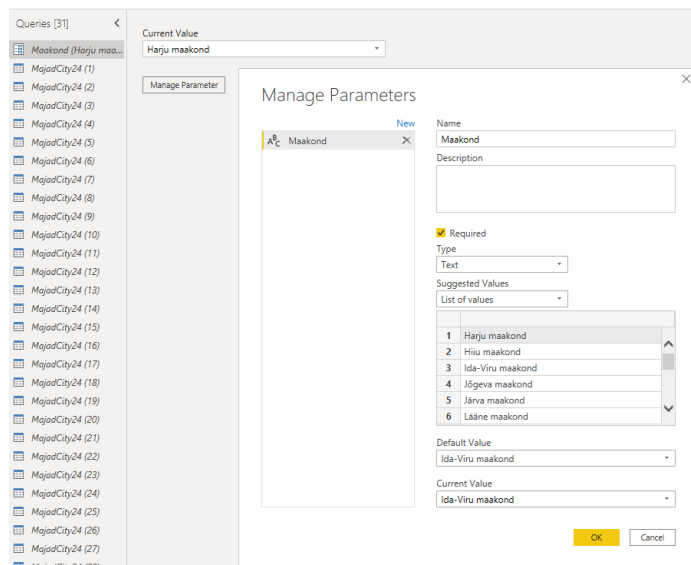 Queries [31]
Maakond (Harju maa...
MajadCity24 (1)
MajadCity24 (2)
MajadCity24 (3)
MajadCity24 (4)
MajadCity24 (5)
MajadCity24 (6)
MajadCity24 (7)
MajadCity24 (8)
MajadCity24 (9)
MajadCity24 (10)
MajadCity24 (11)
MajadCity24 (12)
MajadCity24 (13)
MajadCity24 (14)
MajadCity24 (15)
MajadCity24 (16)
MajadCity24 (17)
MajadCity24 (18)
MajadCity24 (19)
MajadCity24 (20)
MajadCity24 (21)
MajadCity24 (22)
MajadCity24 (23)
MajadCity24 (24)
MajadCity24 (25)
MajadCity24 (26)
MajadCity24 (27)
Current Value
Harju maakond
Manage Parameter
Manage Parameters
New
ABC Maakond
Name
Maakond
Description
Required
Type
Text
Suggested Values
List of values
1 Harju maakond
2 Hiiu maakond
3 Ida-Viru maakond
4 Jõgeva maakond
5 Järva maakond
6 Lääne maakond
Default Value
Ida-Viru maakond
Current Value
Ida-Viru maakond
OK
Cancel